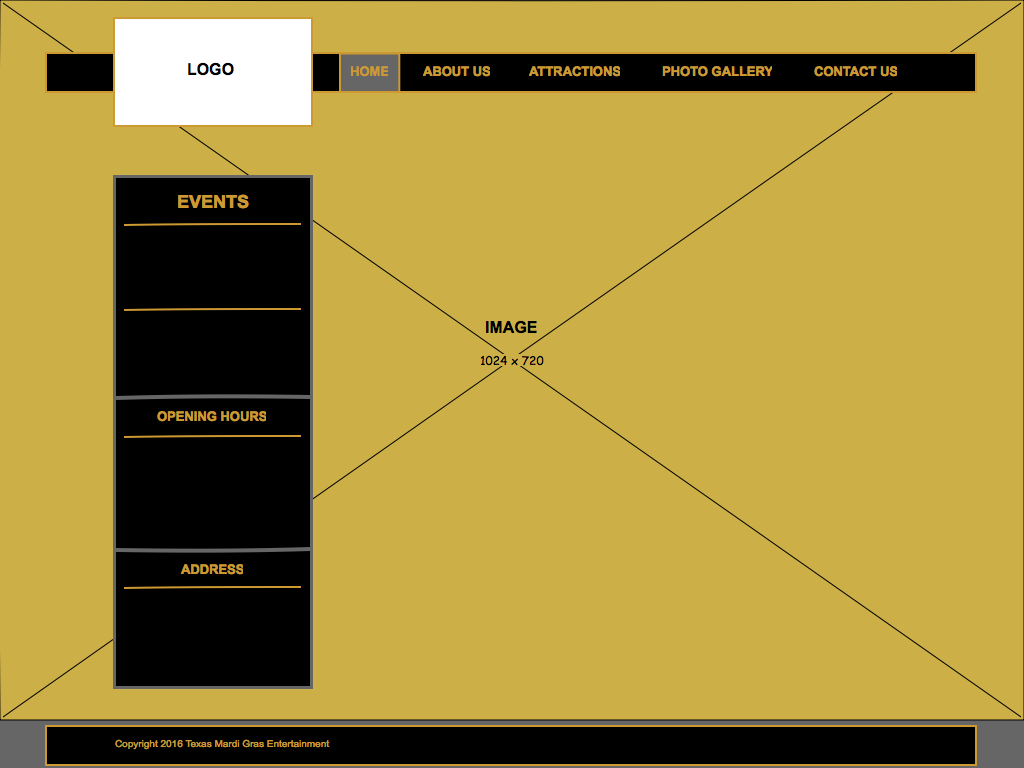 LOGO
HOME ABOUT US ATTRACTIONS PHOTO GALLERY CONTACT US
EVENTS
IMAGE
1024 x 720
OPENING HOURS
ADDRESS
Copyright 2016 Texas Mardi Gras Entertainment